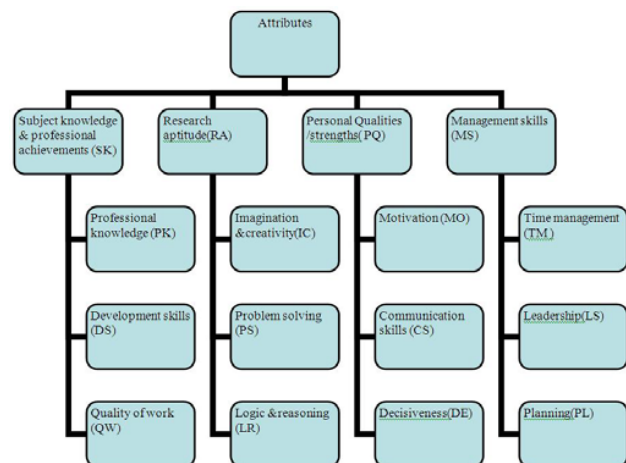 Attributes
Subject knowledge
& professional
achievements (SK)
Research
aptitude(RA)
Personal Qualities
/strengths( PQ)
Management skills
(MS)
Professional
knowledge (PK)
Imagination
&creativity(IC)
Motivation (MO)
Time management
(TM )
Development skills
(DS)
Problem solving
(PS)
Communication
skills (CS)
Leadership(LS)
Quality of work
(QW)
Logic &reasoning
(LR)
Decisiveness(DE)
Planning(PL)